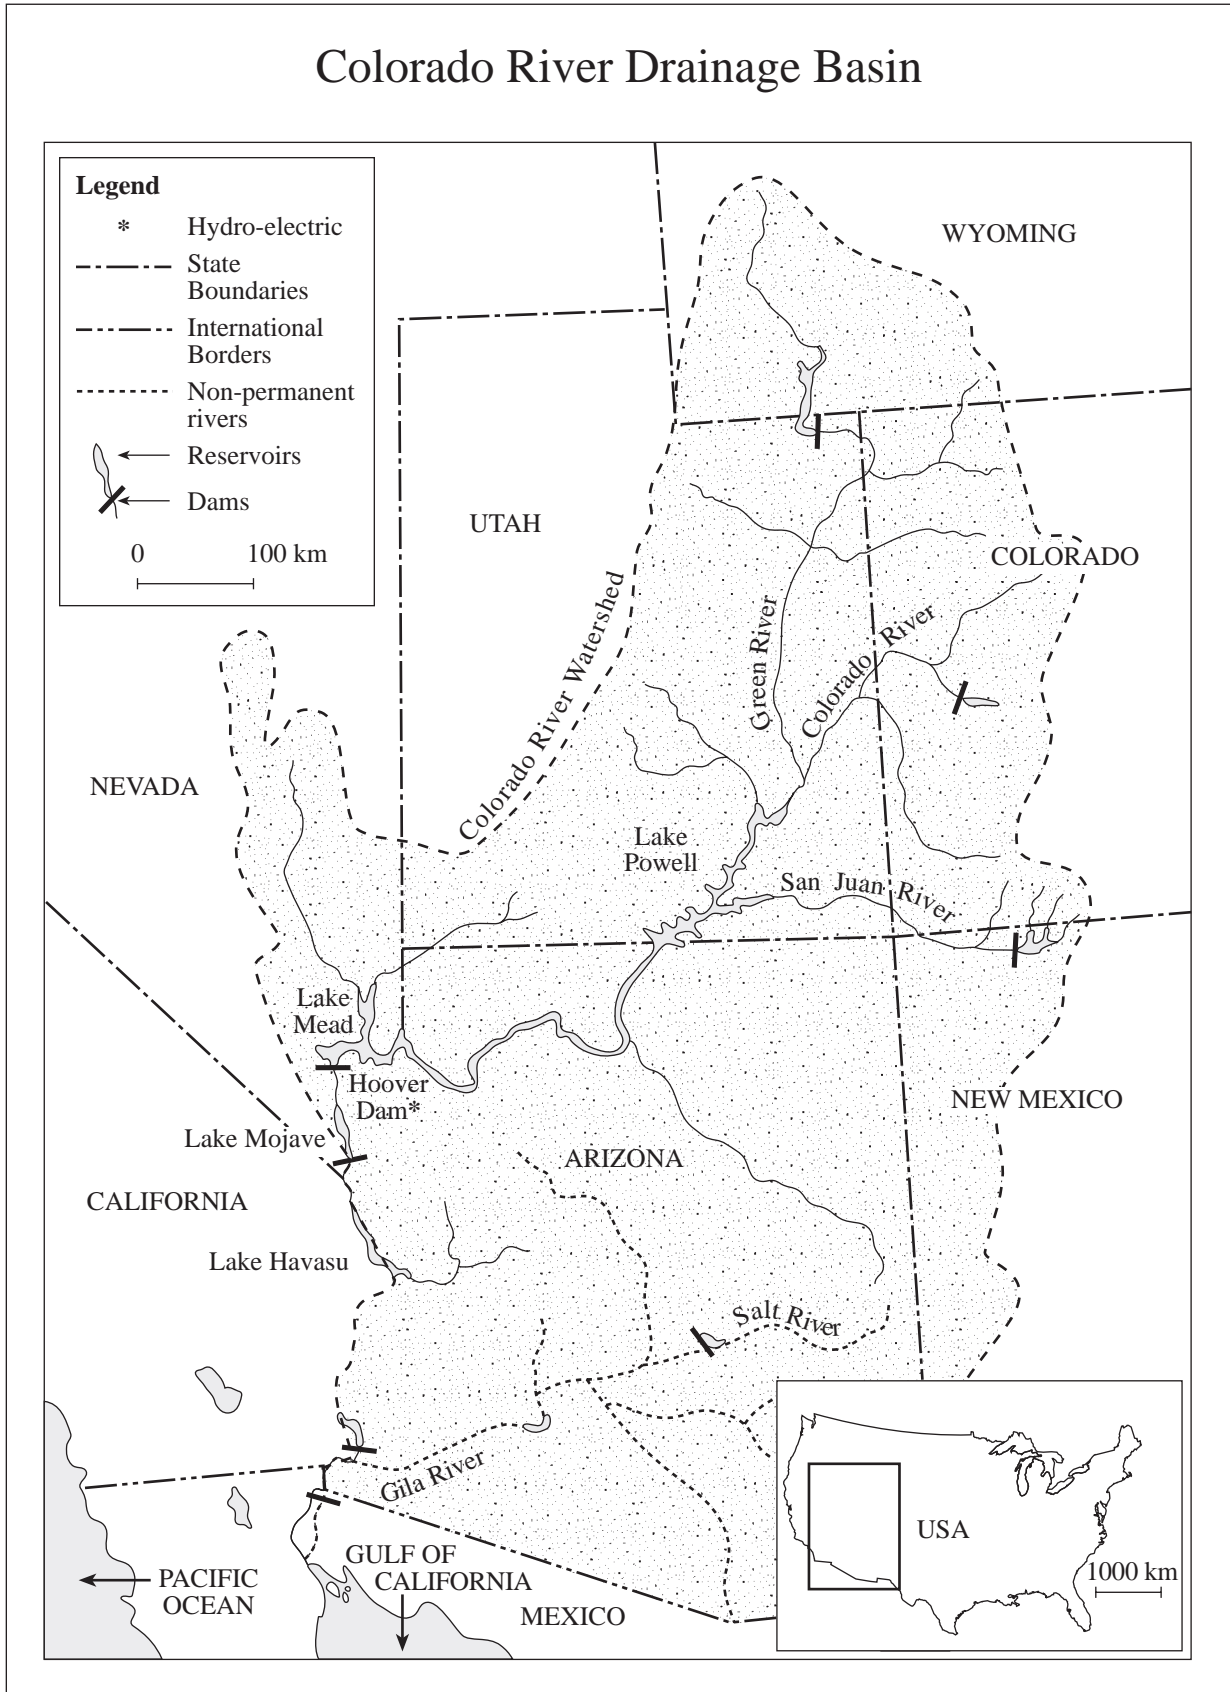 Colorado River Drainage Basin
Legend
* Hydro-electric
State
Boundaries
International
Borders
Non-permanent
rivers
Reservoirs
Dams
0 100 km
WYOMING
UTAH
COLORADO
Colorado River Watershed
Green River
Colorado River
NEVADA
Lake
Powell
San Juan River
Lake
Mead
Hoover
Dam*
NEW MEXICO
Lake Mojave
ARIZONA
CALIFORNIA
Lake Havasu
Salt River
Gila River
USA
1000 km
PACIFIC
OCEAN
GULF OF
CALIFORNIA
MEXICO